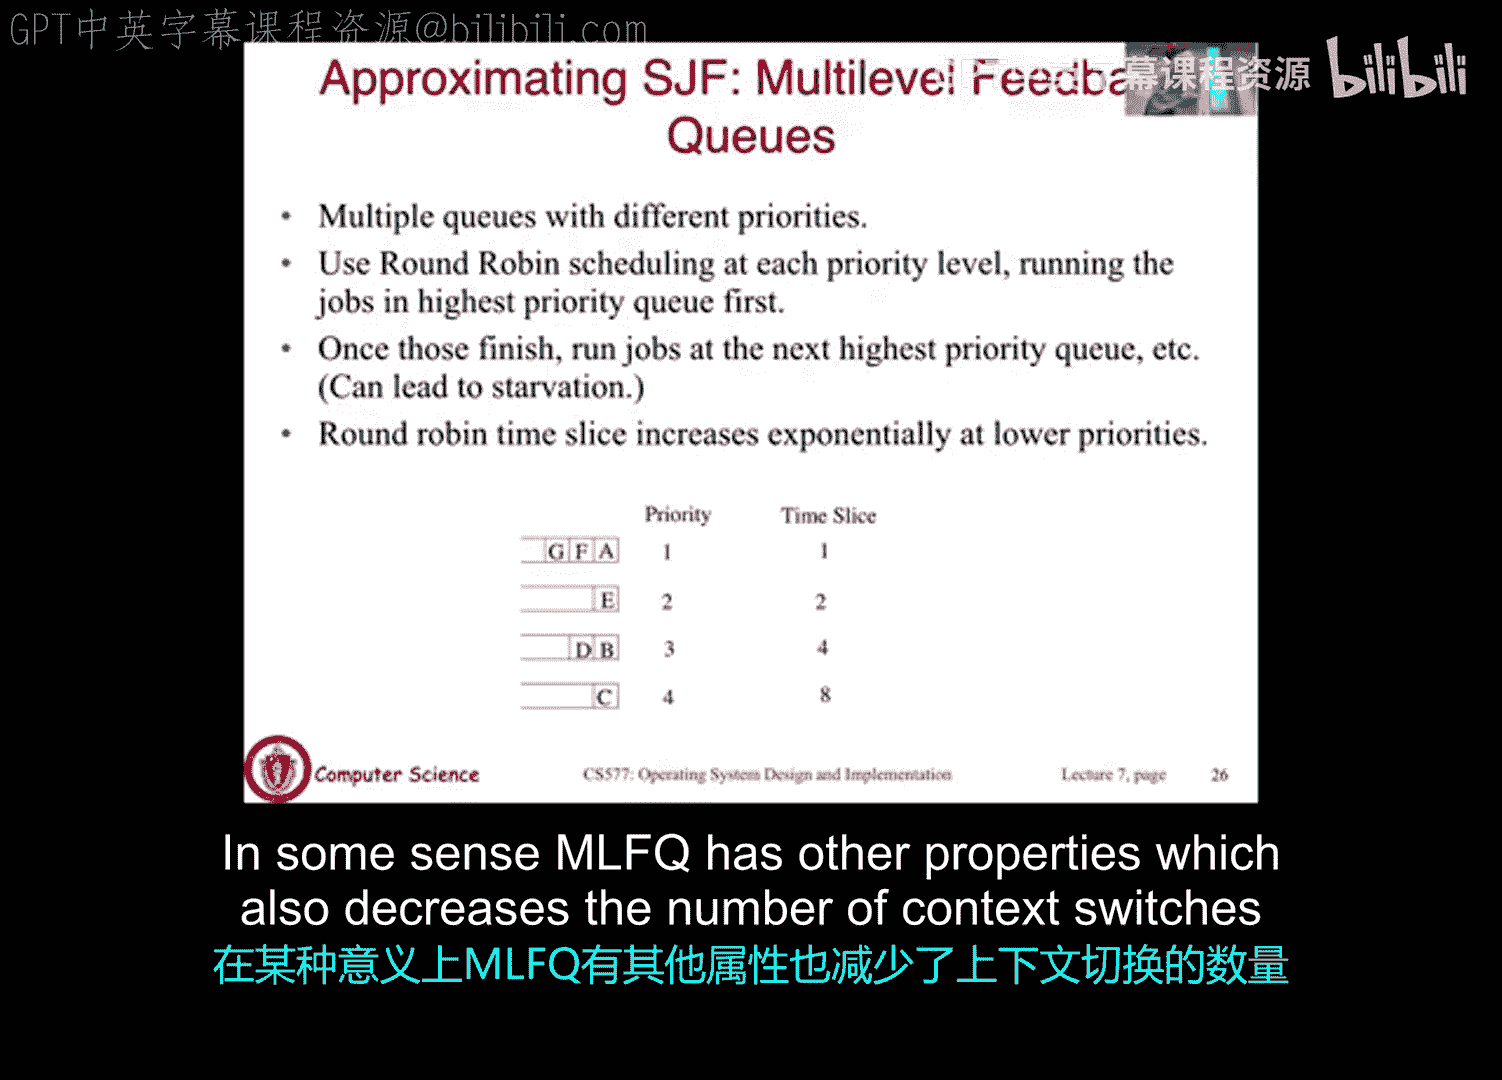 GPT中英字幕课程资源@bilibili.com
幕课程资源 bilibili
Approximating SJF: Multilevel Feedba
Queues
• Multiple queues with different priorities.
• Use Round Robin scheduling at each priority level, running the
jobs in highest priority queue first.
• Once those finish, run jobs at the next highest priority queue, etc.
(Can lead to starvation.)
• Round robin time slice increases exponentially at lower priorities.
Priority Time Slice
G F A 1 1
E 2 2
D B 3 4
C 4 8
Computer Science CS577: Operating System Design and Implementation Lecture 7, page 26
In some sense MLFQ has other properties which
also decreases the number of context switches
在某种意义上MLFQ有其他属性也减少了上下文切换的数量